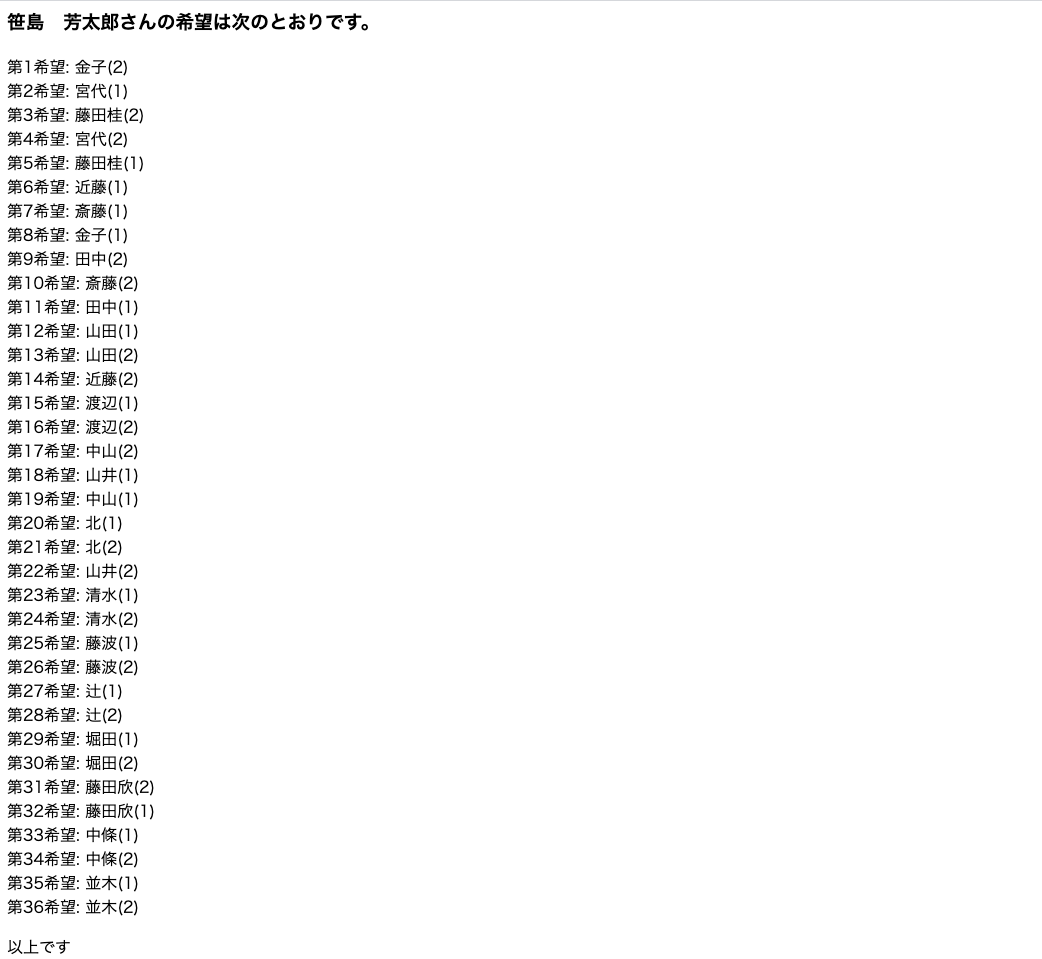 笹島　芳太郎さんの希望は次のとおりです。
第1希望: 金子(2)
第2希望: 宮代(1)
第3希望: 藤田桂(2)
第4希望: 宮代(2)
第5希望: 藤田桂(1)
第6希望: 近藤(1)
第7希望: 斎藤(1)
第8希望: 金子(1)
第9希望: 田中(2)
第10希望: 斎藤(2)
第11希望: 田中(1)
第12希望: 山田(1)
第13希望: 山田(2)
第14希望: 近藤(2)
第15希望: 渡辺(1)
第16希望: 渡辺(2)
第17希望: 中山(2)
第18希望: 山井(1)
第19希望: 中山(1)
第20希望: 北(1)
第21希望: 北(2)
第22希望: 山井(2)
第23希望: 清水(1)
第24希望: 清水(2)
第25希望: 藤波(1)
第26希望: 藤波(2)
第27希望: 辻(1)
第28希望: 辻(2)
第29希望: 堀田(1)
第30希望: 堀田(2)
第31希望: 藤田欣(2)
第32希望: 藤田欣(1)
第33希望: 中條(1)
第34希望: 中條(2)
第35希望: 並木(1)
第36希望: 並木(2)
以上です